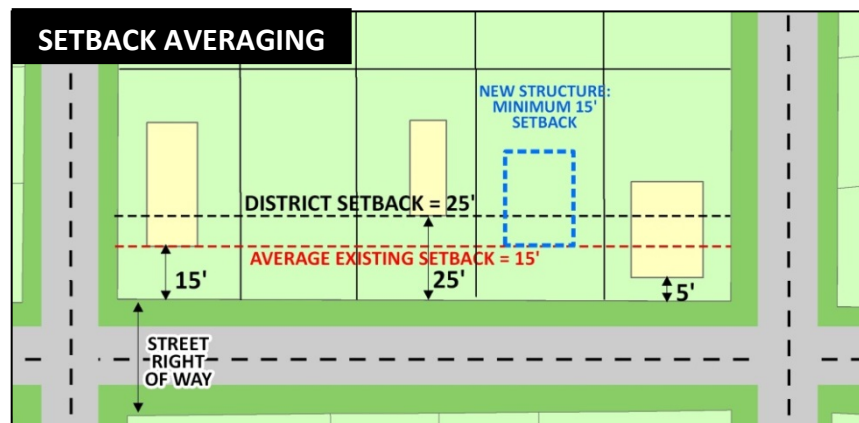 SETBACK AVERAGING
NEW STRUCTURE:
MINIMUM 15'
SETBACK
DISTRICT SETBACK = 25'
AVERAGE EXISTING SETBACK = 15'
15'
25'
5'
STREET
RIGHT
OF WAY